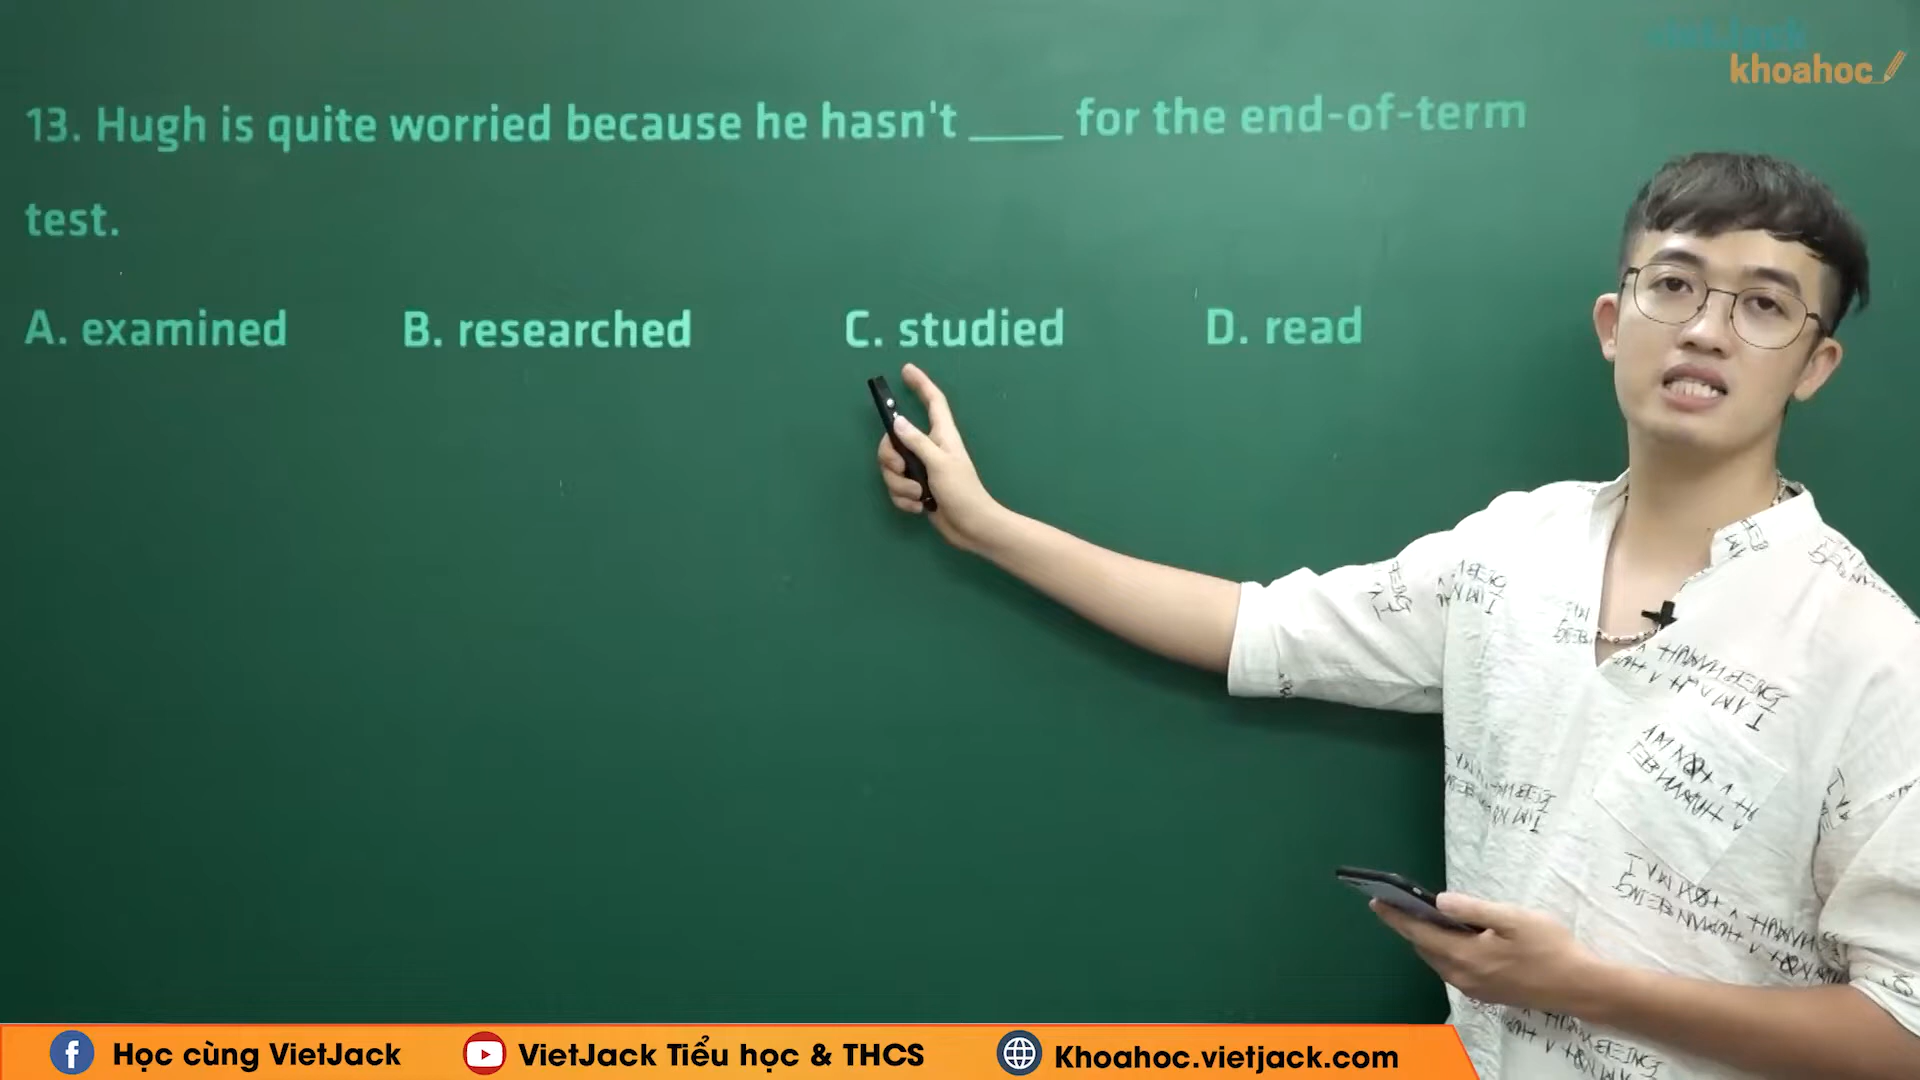 vietJack
khoahoc
13. Hugh is quite worried because he hasn't ____ for the end-of-term
test.
A. examined B. researched C. studied D. read
Học cùng VietJack VietJack Tiểu học & THCS Khoahoc.vietjack.com